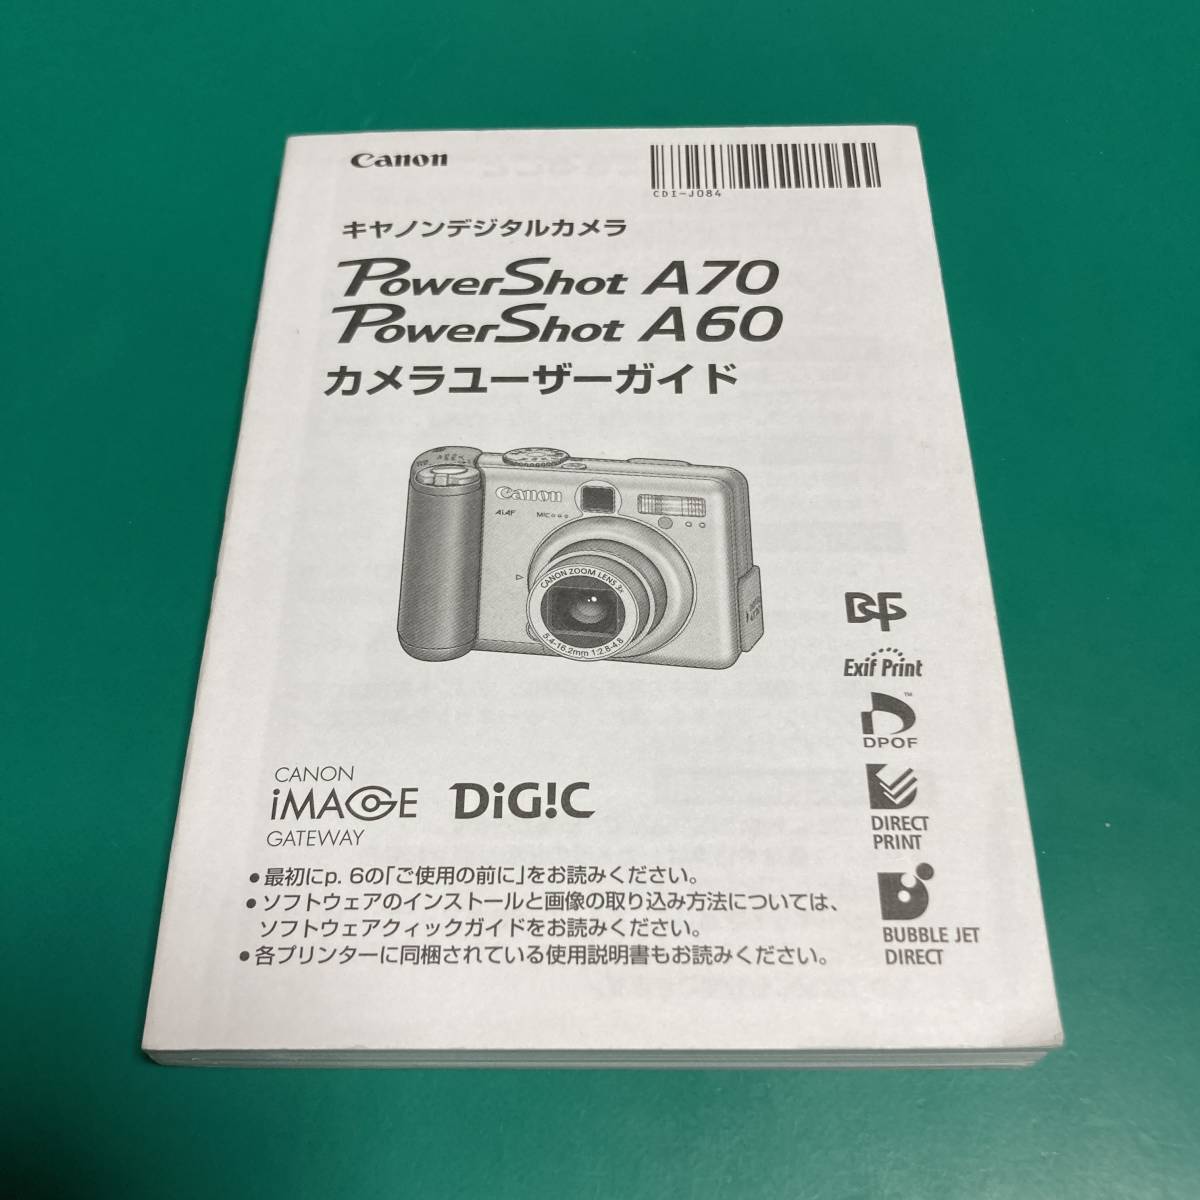 Canon
CDI-J084
キヤノンデジタルカメラ
PowerShot A70
PowerShot A60
カメラユーザーガイド
Canon
AiAF
MIC
CANON ZOOM LENS 3x
5.4-16.2mm 1:2.8-4.8
Exif Print
™
DPOF
DIRECT
PRINT
BUBBLE JET
DIRECT
CANON
iMAGE
GATEWAY
DiG!C
●最初にp. 6の「ご使用の前に」をお読みください。
●ソフトウェアのインストールと画像の取り込み方法については、
ソフトウェアクイックガイドをお読みください。
●各プリンターに同梱されている使用説明書もお読みください。